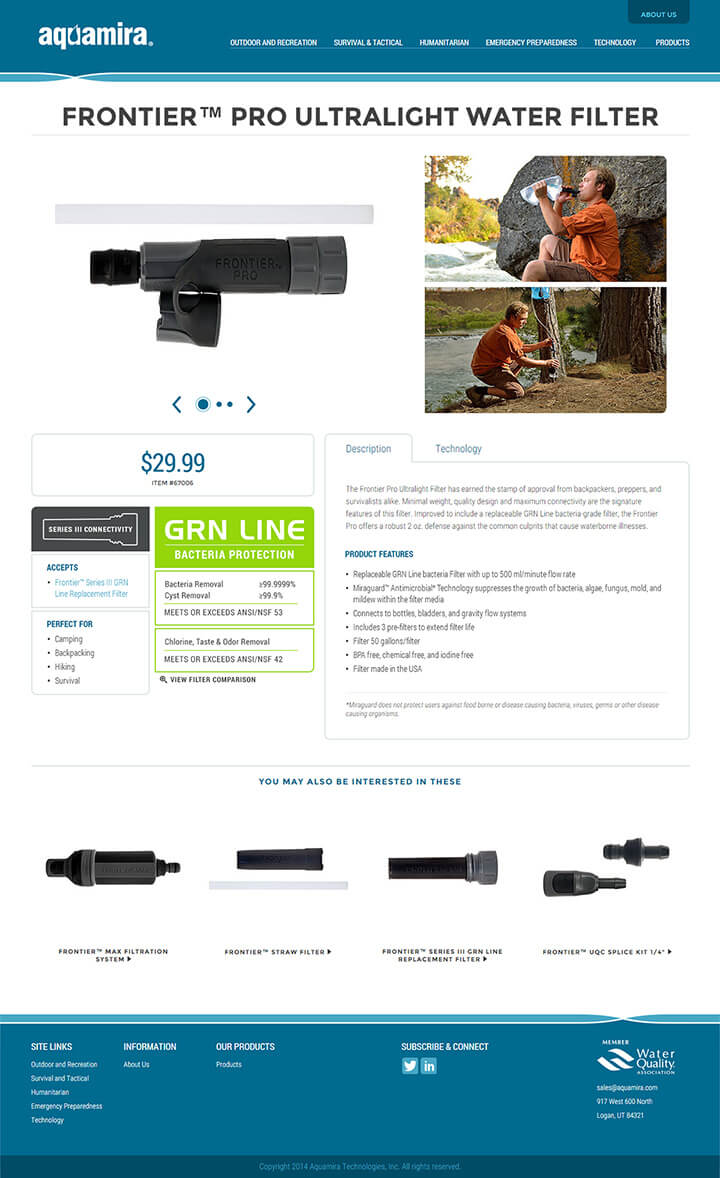 ABOUT US
aquamira®
OUTDOOR AND RECREATION SURVIVAL & TACTICAL HUMANITARIAN EMERGENCY PREPAREDNESS TECHNOLOGY PRODUCTS
FRONTIER™ PRO ULTRALIGHT WATER FILTER
FRONTIER™
PRO
$29.99
ITEM #67006
SERIES III CONNECTIVITY
ACCEPTS
• Frontier™ Series III GRN
Line Replacement Filter
PERFECT FOR
• Camping
• Backpacking
• Hiking
• Survival
GRN LINE
BACTERIA PROTECTION
Bacteria Removal ≥99.9999%
Cyst Removal ≥99.9%
MEETS OR EXCEEDS ANSI/NSF 53
Chlorine, Taste & Odor Removal
MEETS OR EXCEEDS ANSI/NSF 42
VIEW FILTER COMPARISON
Description Technology
The Frontier Pro Ultralight Filter has earned the stamp of approval from backpackers, preppers, and
survivalists alike. Minimal weight, quality design and maximum connectivity are the signature
features of this filter. Improved to include a replaceable GRN Line bacteria grade filter, the Frontier
Pro offers a robust 2 oz. defense against the common culprits that cause waterborne illnesses.
PRODUCT FEATURES
• Replaceable GRN Line bacteria Filter with up to 500 ml/minute flow rate
• Miraguard™ Antimicrobial* Technology suppresses the growth of bacteria, algae, fungus, mold, and
mildew within the filter media
• Connects to bottles, bladders, and gravity flow systems
• Includes 3 pre-filters to extend filter life
• Filter 50 gallons/filter
• BPA free, chemical free, and iodine free
• Filter made in the USA
*Miraguard does not protect users against food borne or disease causing bacteria, viruses, germs or other disease
causing organisms.
YOU MAY ALSO BE INTERESTED IN THESE
FRONTIER™ MAX FILTRATION
SYSTEM
FRONTIER™ STRAW FILTER
FRONTIER™ SERIES III GRN LINE
REPLACEMENT FILTER
FRONTIER™ UQC SPLICE KIT 1/4"
SITE LINKS
Outdoor and Recreation
Survival and Tactical
Humanitarian
Emergency Preparedness
Technology
INFORMATION
About Us
OUR PRODUCTS
Products
SUBSCRIBE & CONNECT
in
MEMBER
Water
Quality
ASSOCIATION
sales@aquamira.com
917 West 600 North
Logan, UT 84321
Copyright 2014 Aquamira Technologies, Inc. All rights reserved.